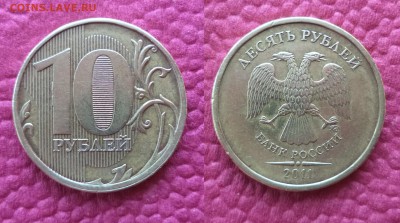 COINS.LAVE.RU
10
РУБЛЕЙ
ДЕСЯТЬ РУБЛЕЙ
БАНК РОССИИ
2011